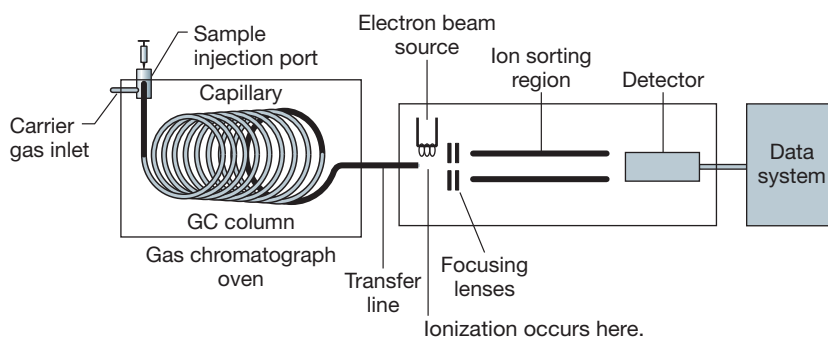 Sample
injection port
Carrier
gas inlet
Capillary
GC column
Gas chromatograph
oven
Transfer
line
Electron beam
source
Ion sorting
region
Detector
Data
system
Focusing
lenses
Ionization occurs here.